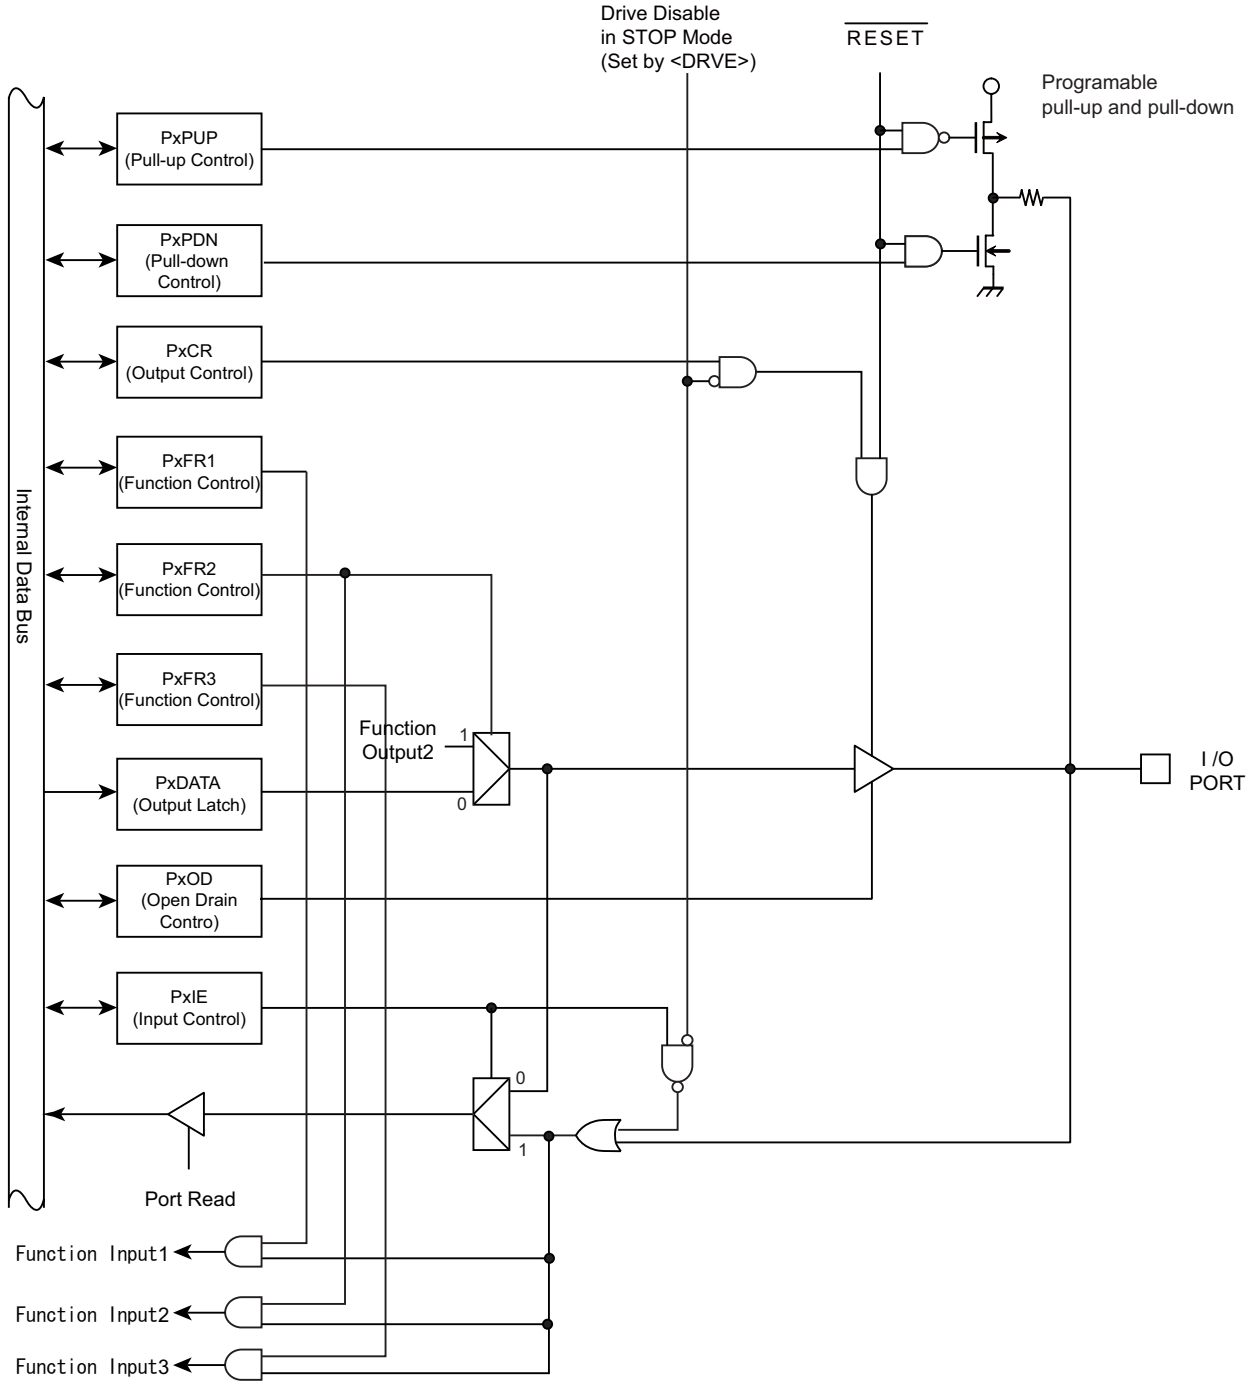 Drive Disable
in STOP Mode
(Set by <DRVE>)
RESET
Programable
pull-up and pull-down
PxPUP
(Pull-up Control)
PxPDN
(Pull-down
Control)
PxCR
(Output Control)
PxFR1
(Function Control)
Internal Data Bus
PxFR2
(Function Control)
PxFR3
(Function Control)
Function
Output2
1
0
PxDATA
(Output Latch)
I /O
PORT
PxOD
(Open Drain
Contro)
PxIE
(Input Control)
0
1
Port Read
Function Input1
Function Input2
Function Input3